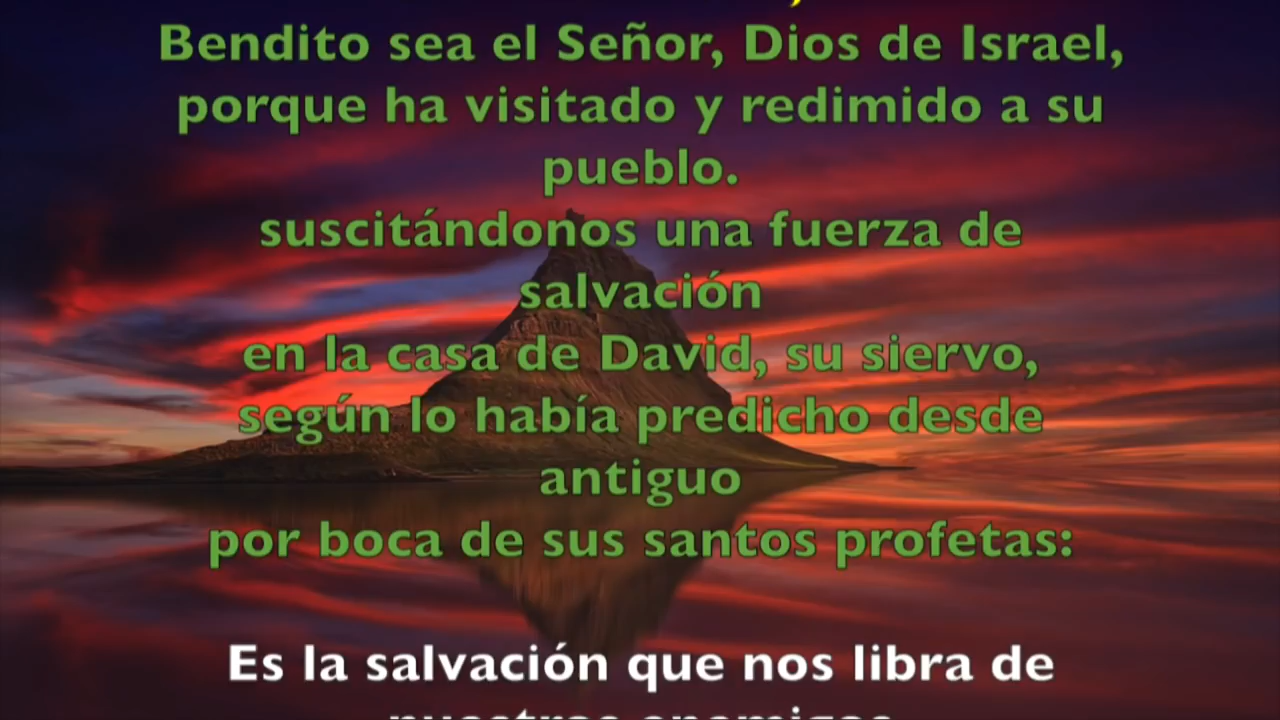 Bendito sea el Señor, Dios de Israel,
porque ha visitado y redimido a su
pueblo.
suscitándonos una fuerza de
salvación
en la casa de David, su siervo,
según lo había predicho desde
antiguo
por boca de sus santos profetas:
Es la salvación que nos libra de
nuestros enemigos